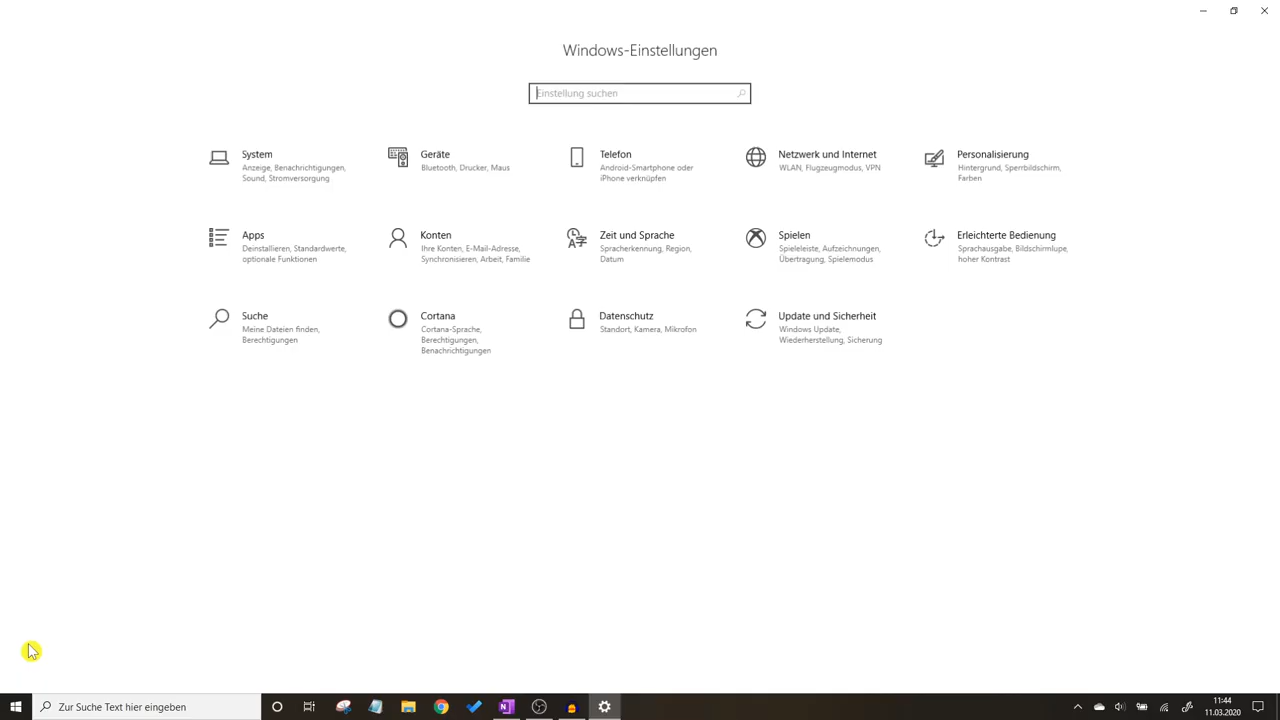 Windows-Einstellungen
Einstellung suchen
System
Anzeige, Benachrichtigungen,
Sound, Stromversorgung
Geräte
Bluetooth, Drucker, Maus
Telefon
Android-Smartphone oder
iPhone verknüpfen
Netzwerk und Internet
WLAN, Flugzeugmodus, VPN
Personalisierung
Hintergrund, Sperrbildschirm,
Farben
Apps
Deinstallieren, Standardwerte,
optionale Funktionen
Konten
Ihre Konten, E-Mail-Adresse,
Synchronisieren, Arbeit, Familie
Zeit und Sprache
Spracherkennung, Region,
Datum
Spielen
Spieleleiste, Aufzeichnungen,
Übertragung, Spielemodus
Erleichterte Bedienung
Sprachausgabe, Bildschirmlupe,
hoher Kontrast
Suche
Meine Dateien finden,
Berechtigungen
Cortana
Cortana-Sprache,
Berechtigungen,
Benachrichtigungen
Datenschutz
Standort, Kamera, Mikrofon
Update und Sicherheit
Windows Update,
Wiederherstellung, Sicherung
Zur Suche Text hier eingeben
11:44
11.03.2020